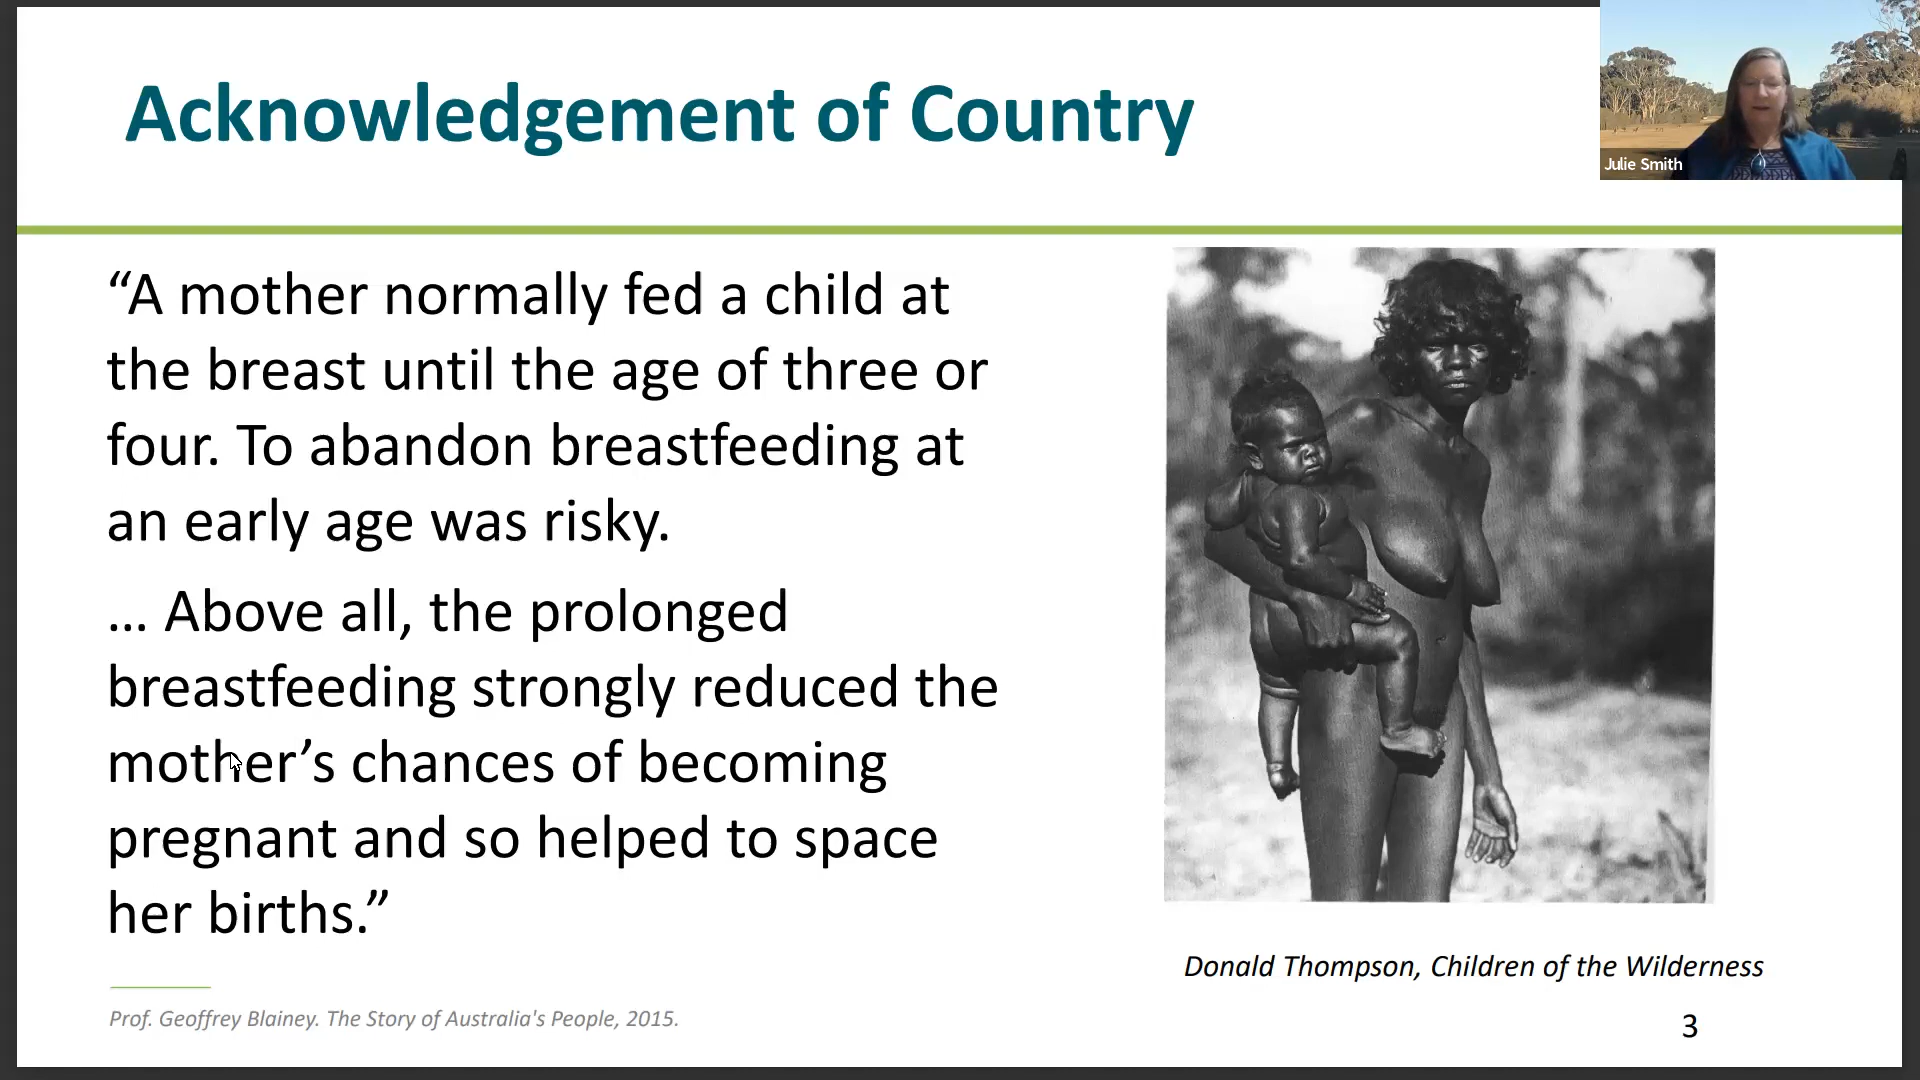 Acknowledgement of Country
Julie Smith
“A mother normally fed a child at
the breast until the age of three or
four. To abandon breastfeeding at
an early age was risky.
... Above all, the prolonged
breastfeeding strongly reduced the
mother’s chances of becoming
pregnant and so helped to space
her births.”
Donald Thompson, Children of the Wilderness
Prof. Geoffrey Blainey. The Story of Australia's People, 2015.
3